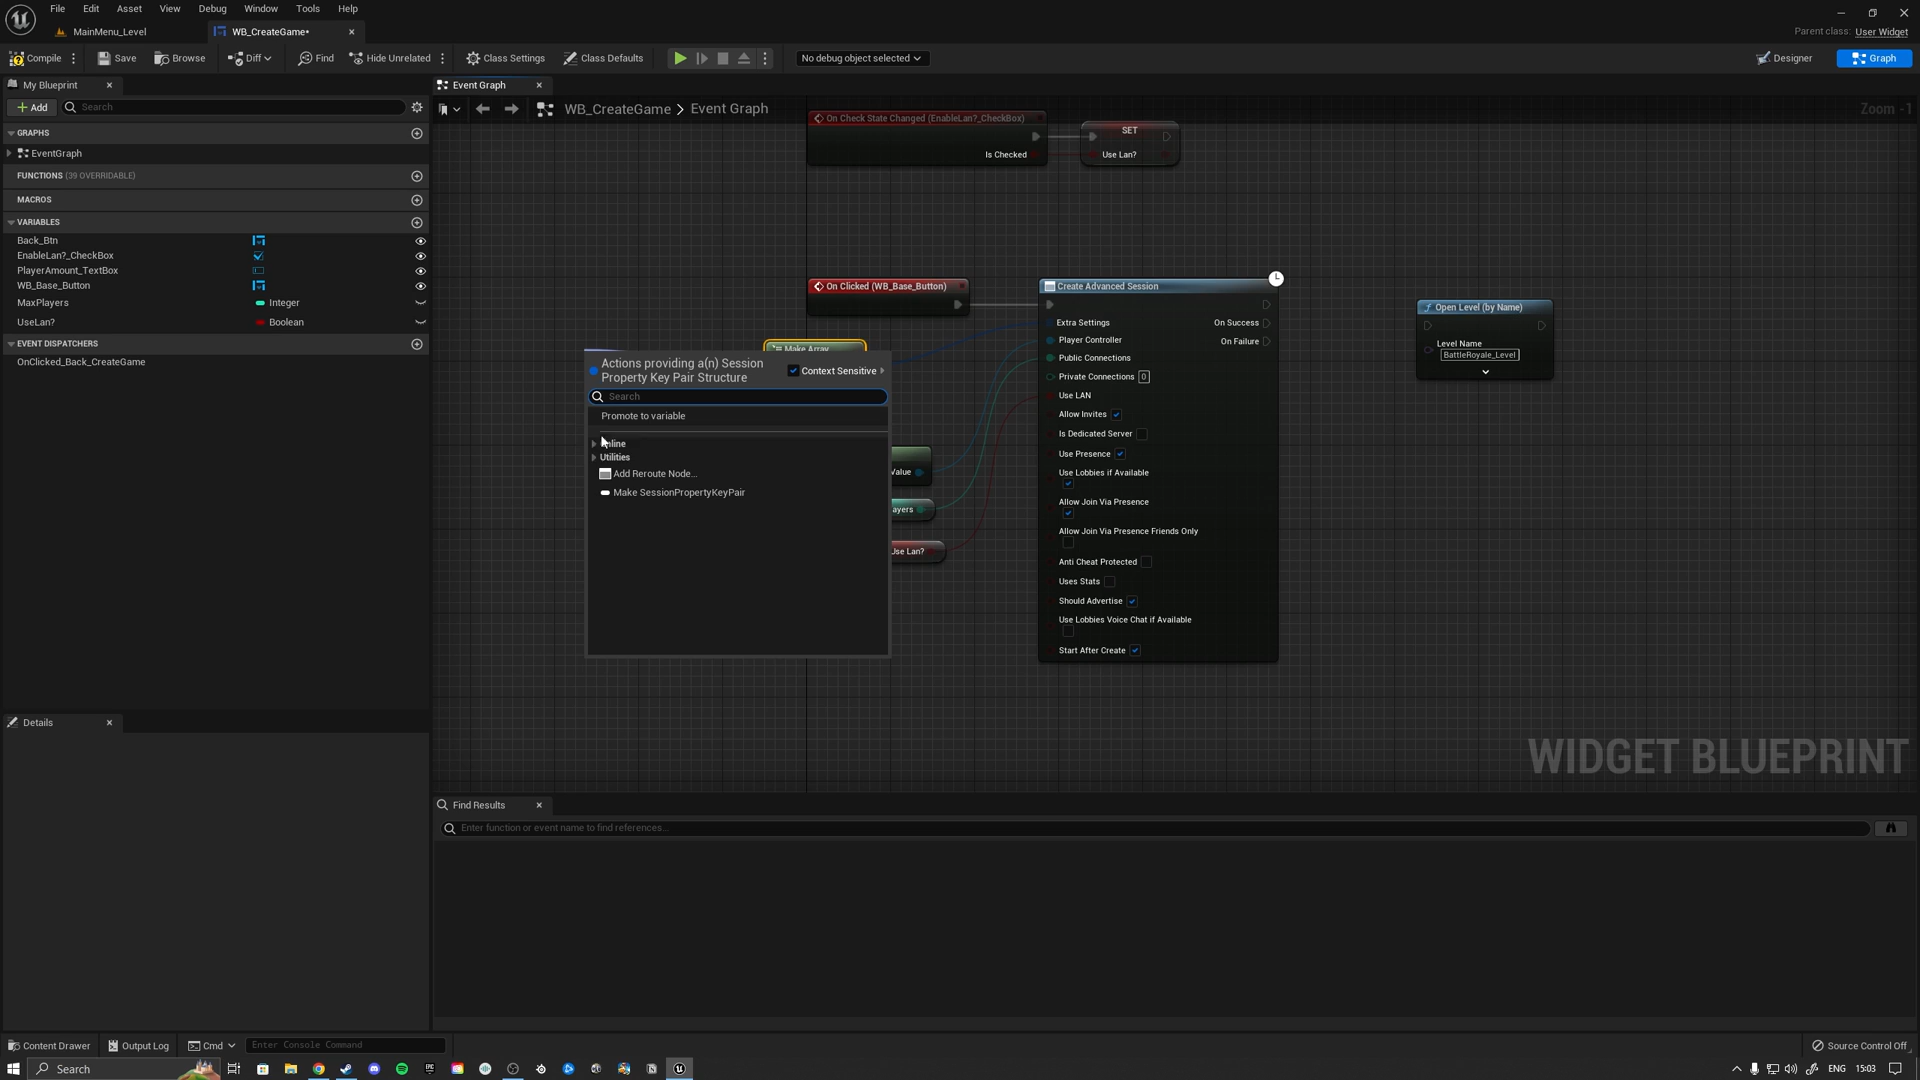 File Edit Asset View Debug Window Tools Help
MainMenu_Level
WB_CreateGame*
Parent class: User Widget
Compile
Save
Browse
Diff
Find
Hide Unrelated
Class Settings
Class Defaults
No debug object selected
Designer
Graph
My Blueprint
Event Graph
Add
Search
WB_CreateGame > Event Graph
Zoom -1
GRAPHS
EventGraph
FUNCTIONS (39 OVERRIDABLE)
MACROS
VARIABLES
Back_Btn
EnableLan?_CheckBox
PlayerAmount_TextBox
WB_Base_Button
MaxPlayers Integer
UseLan? Boolean
EVENT DISPATCHERS
OnClicked_Back_CreateGame
Details
On Check State Changed (EnableLan?_CheckBox)
Is Checked
SET
Use Lan?
On Clicked (WB_Base_Button)
Make Array
Actions providing a(n) Session
Property Key Pair Structure
Context Sensitive
Search
Promote to variable
Utilities
Add Reroute Node...
Make SessionPropertyKeyPair
Value
ayers
Use Lan?
Create Advanced Session
Extra Settings
On Success
Player Controller
On Failure
Public Connections
Private Connections 0
Use LAN
Allow Invites
Is Dedicated Server
Use Presence
Use Lobbies if Available
Allow Join Via Presence
Allow Join Via Presence Friends Only
Anti Cheat Protected
Uses Stats
Should Advertise
Use Lobbies Voice Chat if Available
Start After Create
Open Level (by Name)
Level Name
BattleRoyale_Level
WIDGET BLUEPRINT
Find Results
Enter function or event name to find references...
Content Drawer
Output Log
Cmd
Enter Console Command
Source Control Off
Search
ENG
15:03